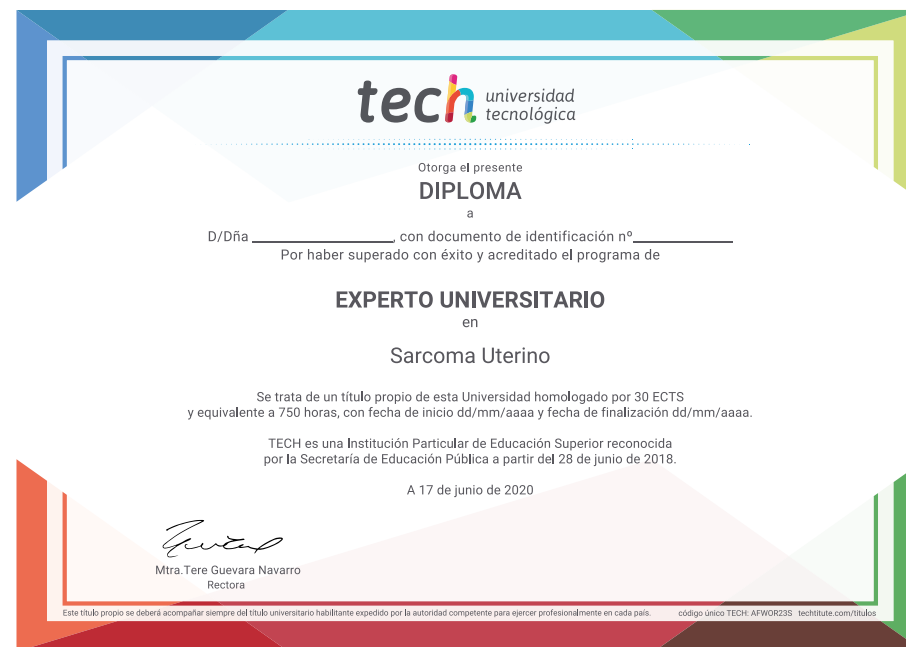 tech universidad
tecnológica
Otorga el presente
DIPLOMA
a
D/Dña ____________________, con documento de identificación nº______________
Por haber superado con éxito y acreditado el programa de
EXPERTO UNIVERSITARIO
en
Sarcoma Uterino
Se trata de un título propio de esta Universidad homologado por 30 ECTS
y equivalente a 750 horas, con fecha de inicio dd/mm/aaaa y fecha de finalización dd/mm/aaaa.
TECH es una Institución Particular de Educación Superior reconocida
por la Secretaría de Educación Pública a partir del 28 de junio de 2018.
A 17 de junio de 2020
Mtra.Tere Guevara Navarro
Rectora
Este título propio se deberá acompañar siempre del título universitario habilitante expedido por la autoridad competente para ejercer profesionalmente en cada país. código único TECH: AFWOR23S techtitute.com/titulos